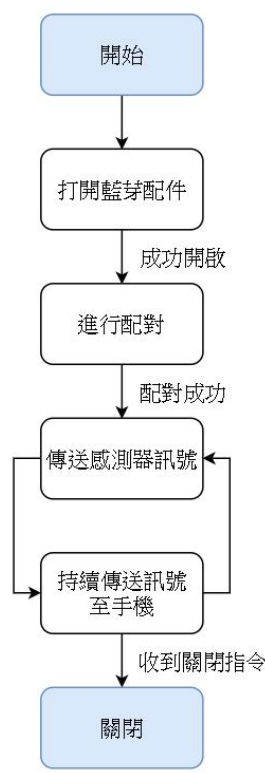 開始
打開藍芽配件
成功開啟
進行配對
配對成功
傳送感測器訊號
持續傳送訊號
至手機
收到關閉指令
關閉